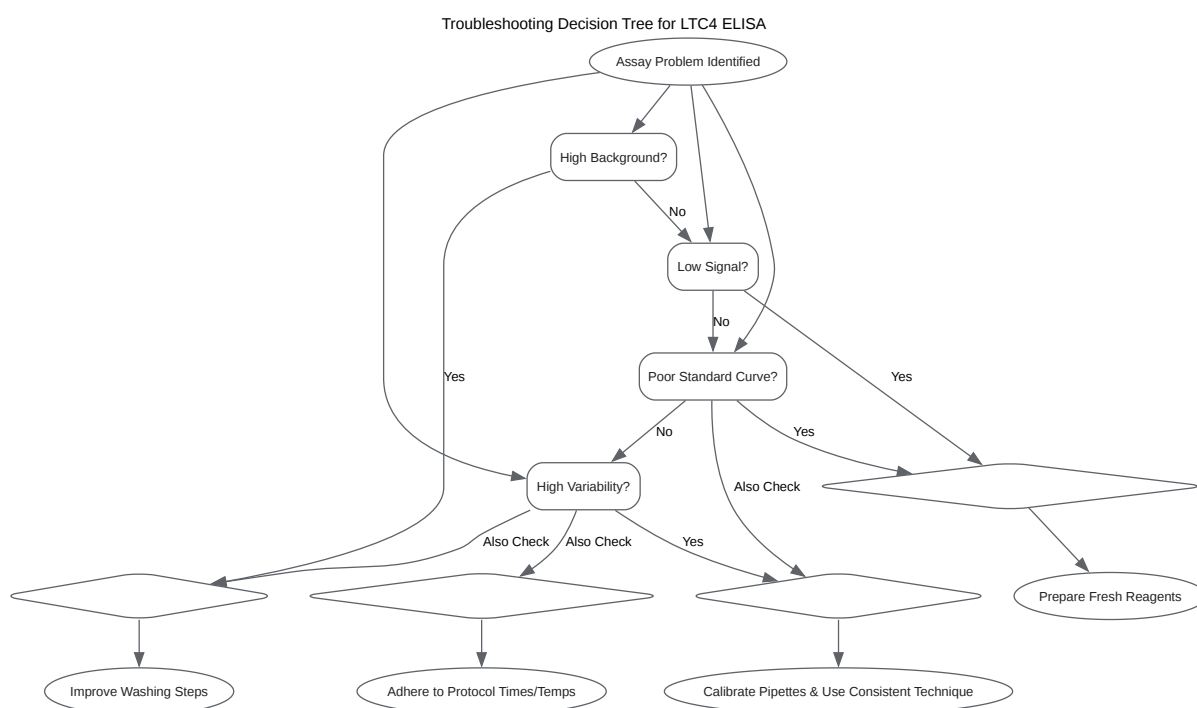 Troubleshooting Decision Tree for LTC4 ELISA
Assay Problem Identified
High Background?
No
Low Signal?
No
Poor Standard Curve?
Yes
Yes
No
Yes
High Variability?
Also Check
Also Check
Also Check
Yes
Prepare Fresh Reagents
Improve Washing Steps
Adhere to Protocol Times/Temps
Calibrate Pipettes & Use Consistent Technique